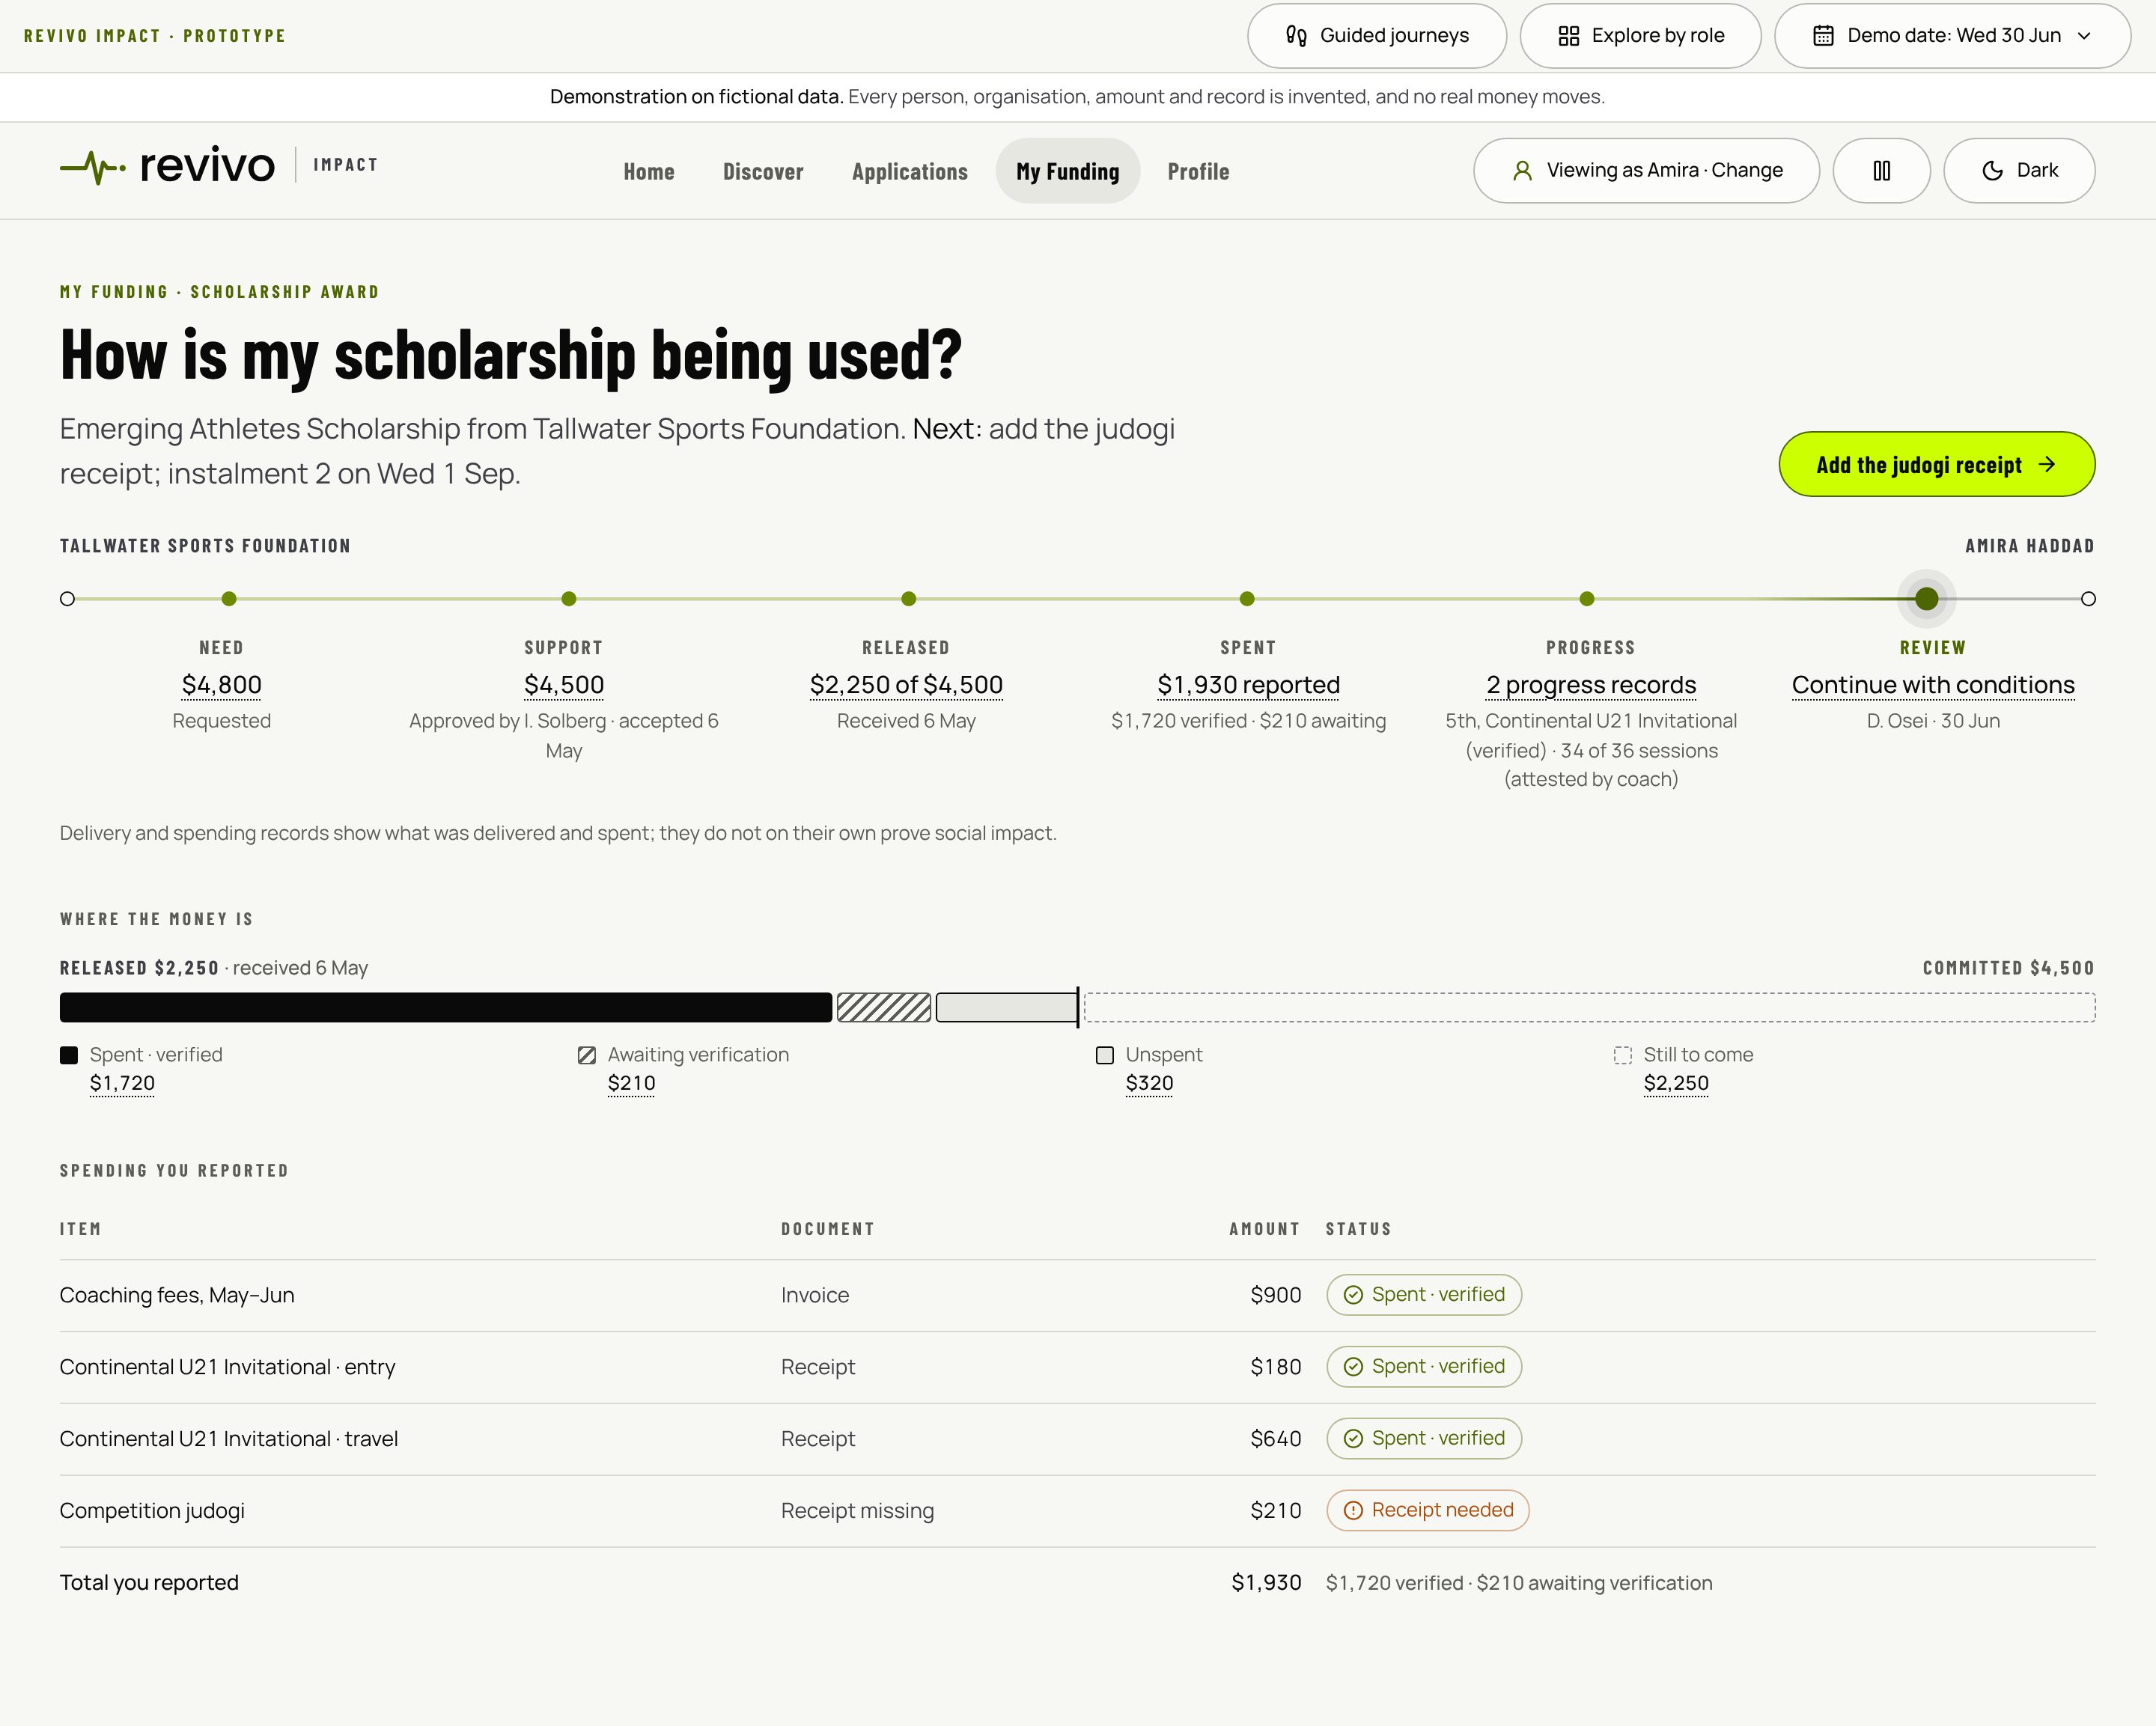 REVIVO IMPACT · PROTOTYPE
Guided journeys
Explore by role
Demo date: Wed 30 Jun
Demonstration on fictional data. Every person, organisation, amount and record is invented, and no real money moves.
revivo IMPACT
Home
Discover
Applications
My Funding
Profile
Viewing as Amira · Change
Dark
MY FUNDING · SCHOLARSHIP AWARD
How is my scholarship being used?
Emerging Athletes Scholarship from Tallwater Sports Foundation. Next: add the judogi
receipt; instalment 2 on Wed 1 Sep.
Add the judogi receipt
TALLWATER SPORTS FOUNDATION
AMIRA HADDAD
NEED
$4,800
Requested
SUPPORT
$4,500
Approved by I. Solberg · accepted 6
May
RELEASED
$2,250 of $4,500
Received 6 May
SPENT
$1,930 reported
$1,720 verified · $210 awaiting
PROGRESS
2 progress records
5th, Continental U21 Invitational
(verified) · 34 of 36 sessions
(attested by coach)
REVIEW
Continue with conditions
D. Osei · 30 Jun
Delivery and spending records show what was delivered and spent; they do not on their own prove social impact.
WHERE THE MONEY IS
RELEASED $2,250 · received 6 May
COMMITTED $4,500
Spent · verified
$1,720
Awaiting verification
$210
Unspent
$320
Still to come
$2,250
SPENDING YOU REPORTED
ITEM DOCUMENT AMOUNT STATUS
Coaching fees, May–Jun Invoice $900 Spent · verified
Continental U21 Invitational · entry Receipt $180 Spent · verified
Continental U21 Invitational · travel Receipt $640 Spent · verified
Competition judogi Receipt missing $210 Receipt needed
Total you reported $1,930 $1,720 verified · $210 awaiting verification